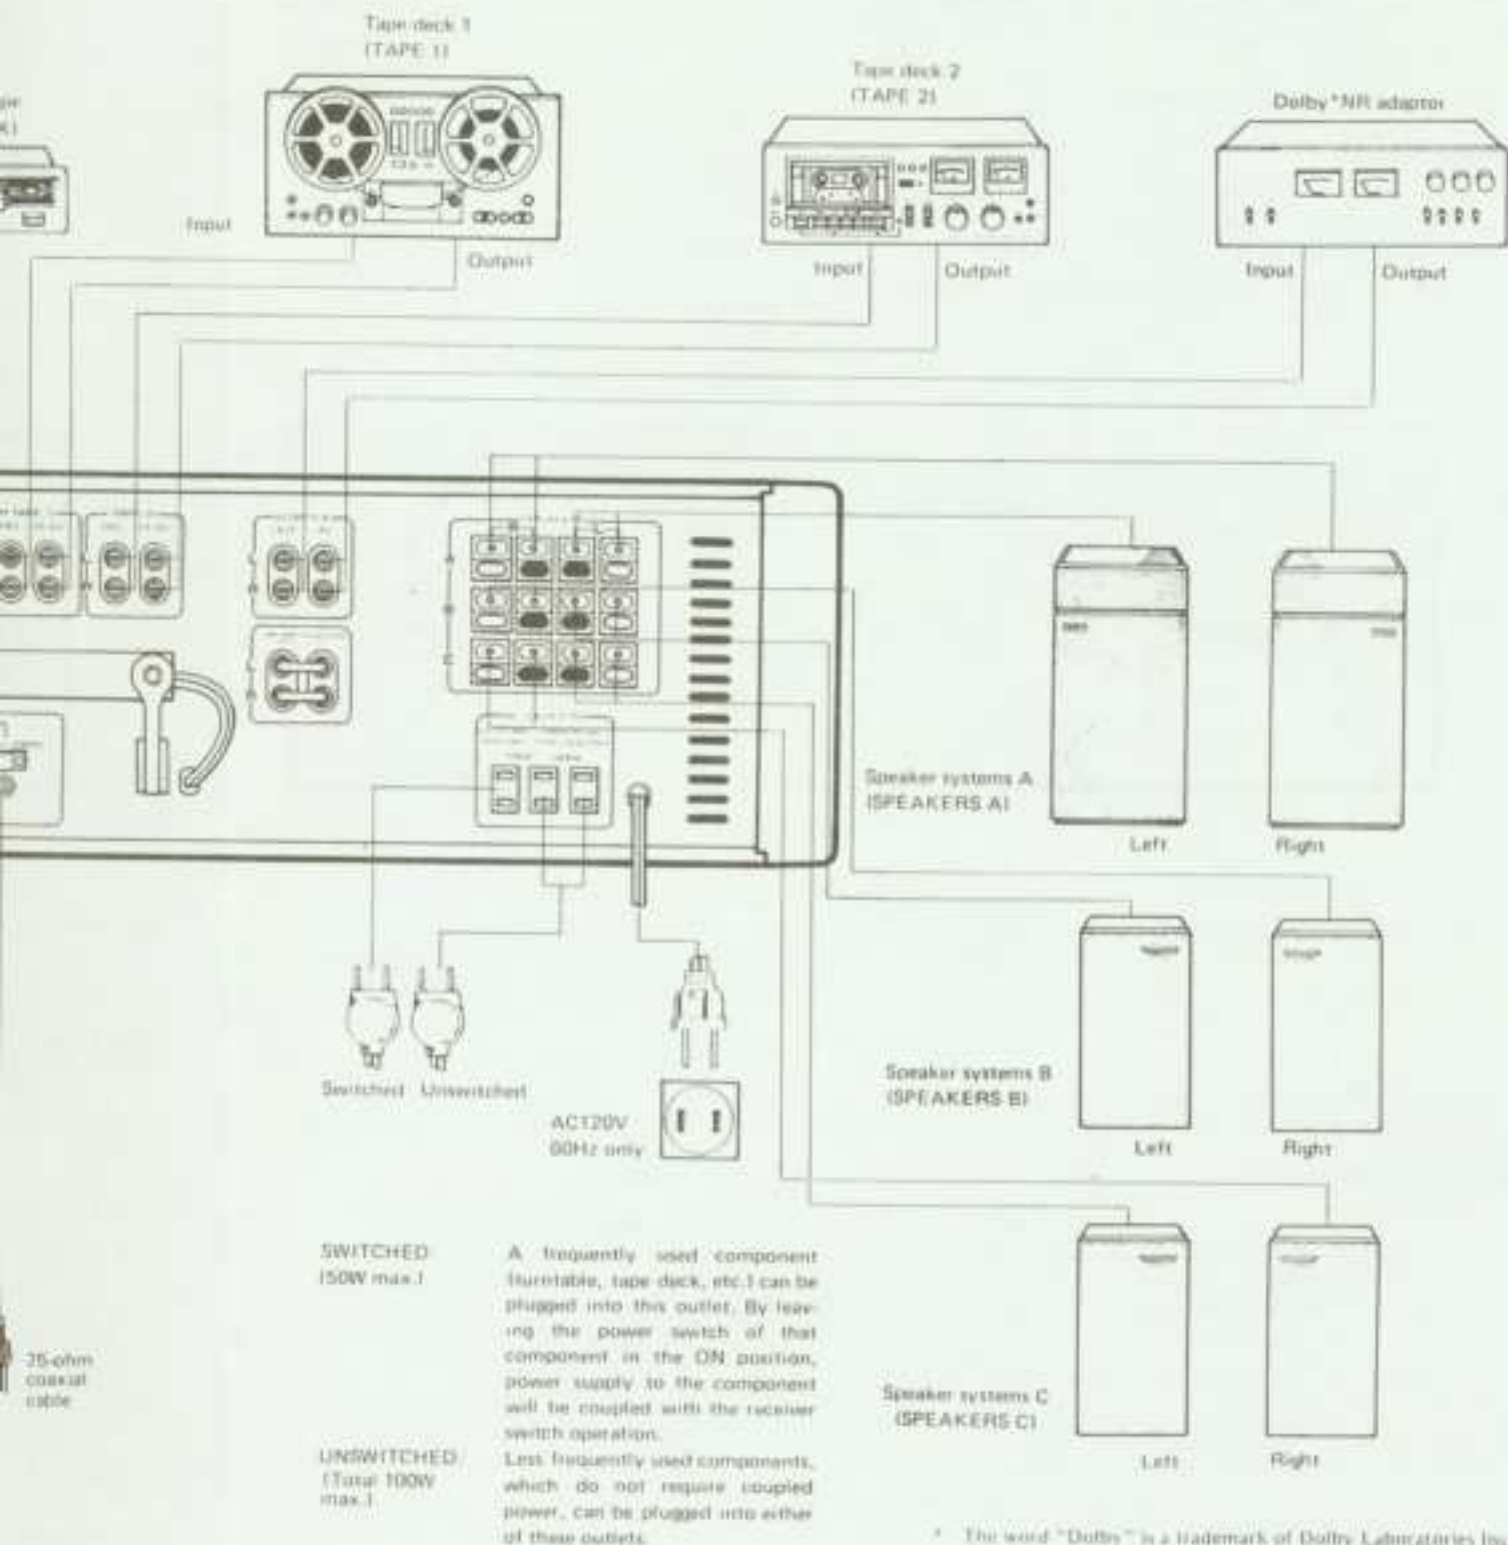 Tape deck 1
(TAPE 1)
Tape deck 2
(TAPE 2)
Dolby*NR adaptor
Input
Output
Input
Output
Input
Output
Speaker systems A
(SPEAKERS A)
Left
Right
Switched
Unswitched
AC120V
60Hz only
Speaker systems B
(SPEAKERS B)
Left
Right
SWITCHED
(50W max.)
A frequently used component
(turntable, tape deck, etc.) can be
plugged into this outlet. By leav-
ing the power switch of that
component in the ON position,
power supply to the component
will be coupled with the receiver
switch operation.
UNSWITCHED
(Total 100W
max.)
Less frequently used components,
which do not require coupled
power, can be plugged into either
of these outlets.
75-ohm
coaxial
cable
Speaker systems C
(SPEAKERS C)
Left
Right
* The word "Dolby" is a trademark of Dolby Laboratories Inc.